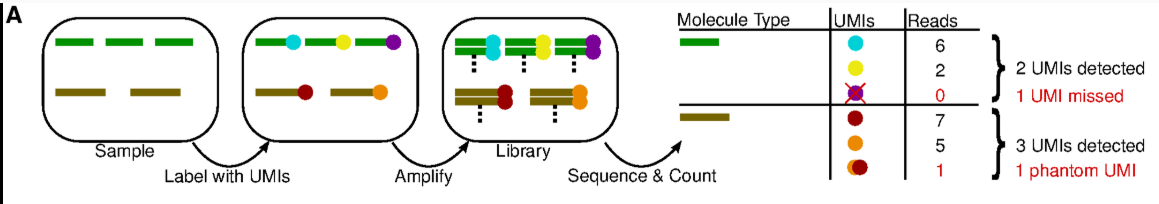 A
Sample
Label with UMIs
Amplify
Library
Sequence & Count
Molecule Type UMIs Reads
6
2
0
2 UMIs detected
1 UMI missed
7
5
1
3 UMIs detected
1 phantom UMI